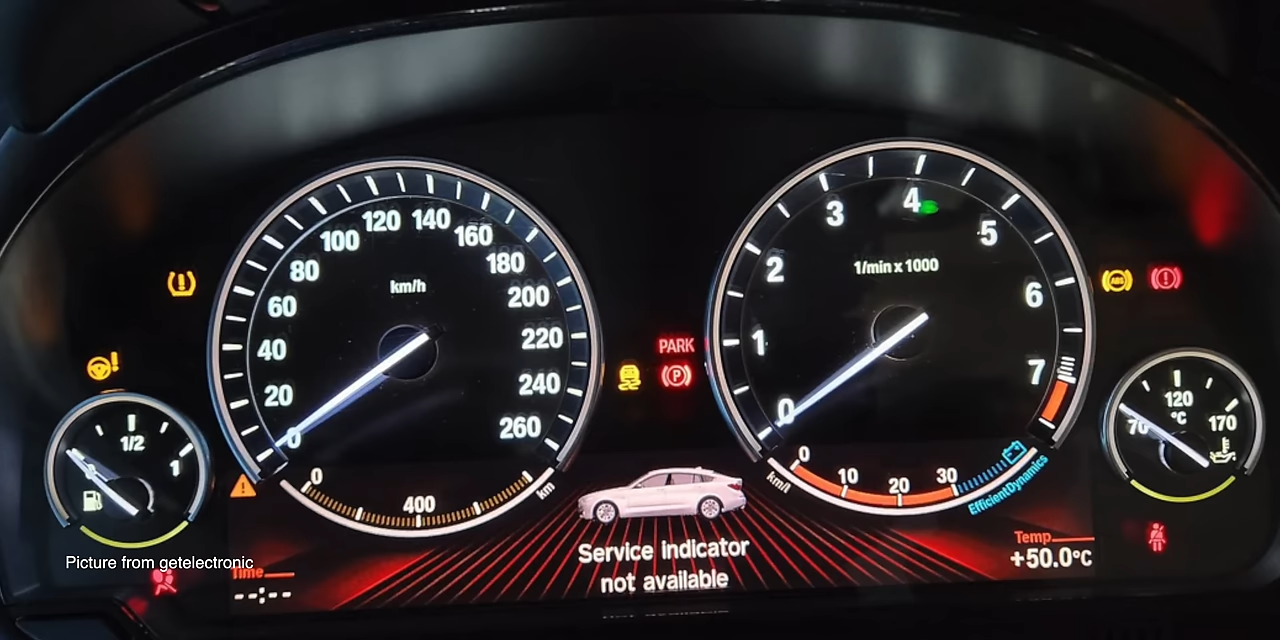 120 140
100 160
80 180
km/h
60 200
40 220
20 240
0 260
0 400 km
4
3 5
1/min x 1000
2 6
1 7
0
0 10 20 30
km/l
EfficientDynamics
PARK
P
ABS
1/2
1
120
°C
70 170
Service indicator
not available
Temp
+50.0°C
Time
--:--
Picture from getelectronic